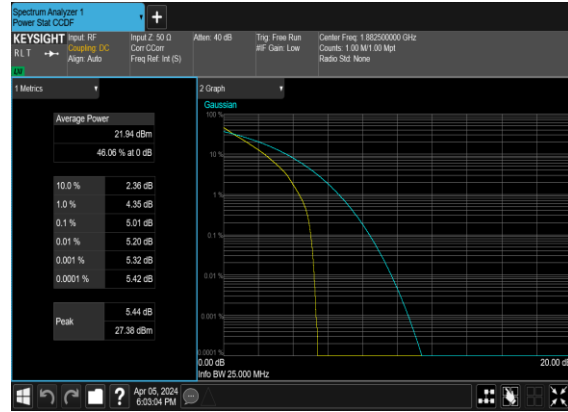 Spectrum Analyzer 1
Power Stat CCDF
+
KEYSIGHT
RLT
LXI
Input: RF
Coupling: DC
Align: Auto
Input Z: 50 Ω
Corr CCorr
Freq Ref: Int (S)
Atten: 40 dB
Trig: Free Run
#IF Gain: Low
Center Freq: 1.882500000 GHz
Counts: 1.00 M/1.00 Mpt
Radio Std: None
1 Metrics
Average Power
21.94 dBm
46.06 % at 0 dB
10.0 % 2.36 dB
1.0 % 4.35 dB
0.1 % 5.01 dB
0.01 % 5.20 dB
0.001 % 5.32 dB
0.0001 % 5.42 dB
Peak
5.44 dB
27.38 dBm
2 Graph
Gaussian
100 %
10 %
1 %
0.1 %
0.01 %
0.001 %
0.0001 %
0.00 dB
20.00 dB
Info BW 25.000 MHz
?
Apr 05, 2024
6:03:04 PM